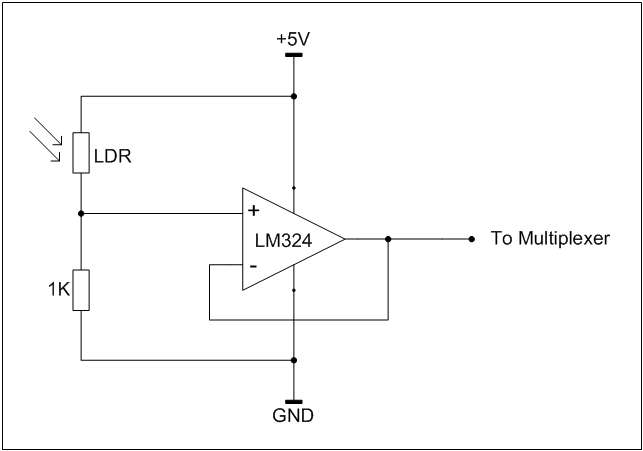 +5V
LDR
+
LM324
To Multiplexer
-
1K
GND